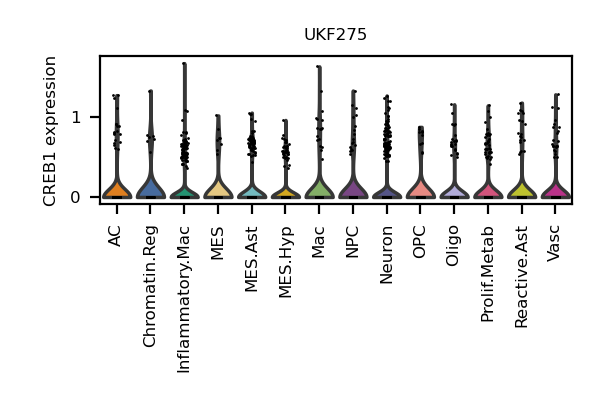 UKF275
CREB1 expression
1
0
AC
Chromatin.Reg
Inflammatory.Mac
MES
MES.Ast
MES.Hyp
Mac
NPC
Neuron
OPC
Oligo
Prolif.Metab
Reactive.Ast
Vasc